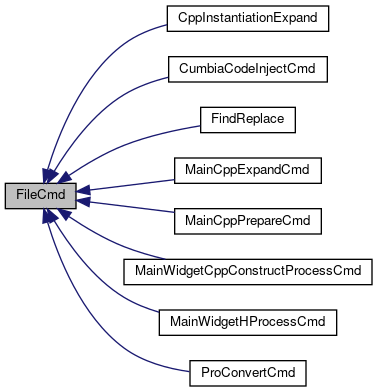 CppInstantiationExpand
CumbiaCodeInjectCmd
FindReplace
MainCppExpandCmd
FileCmd
MainCppPrepareCmd
MainWidgetCppConstructProcessCmd
MainWidgetHProcessCmd
ProConvertCmd